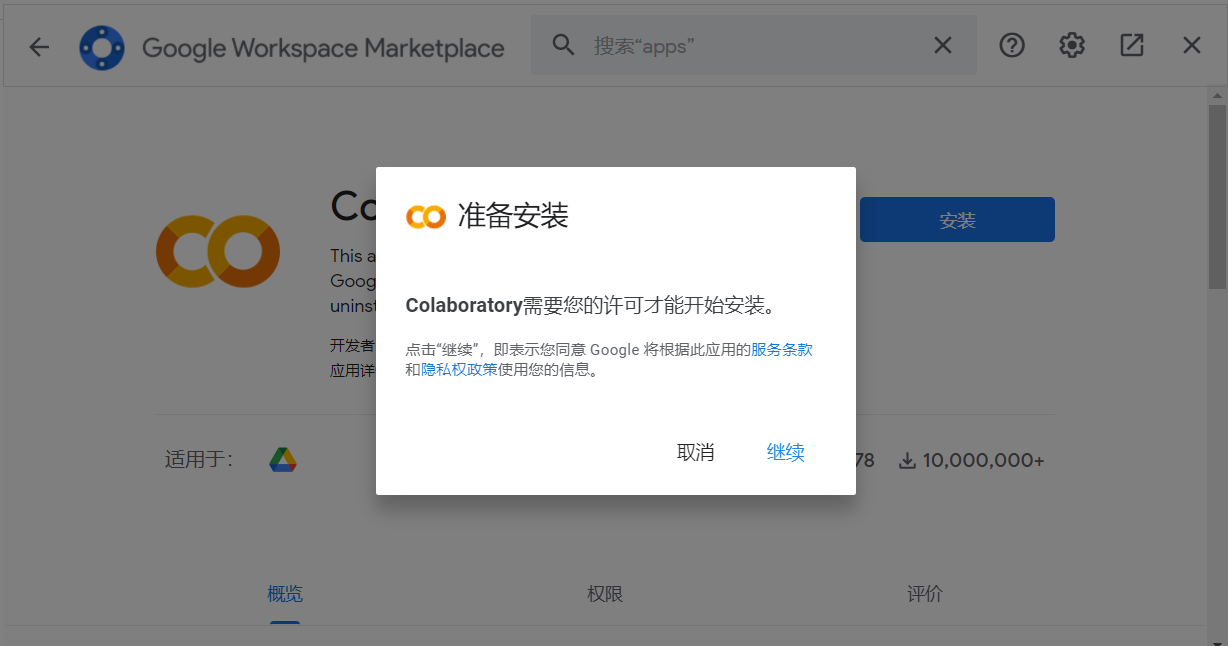 Google Workspace Marketplace
搜索“apps”
Co
安装
This a
Goog
uninst
开发者
应用详
准备安装
Colaboratory需要您的许可才能开始安装。
点击“继续”，即表示您同意 Google 将根据此应用的服务条款
和隐私权政策使用您的信息。
取消 继续
适用于：
78 10,000,000+
概览 权限 评价